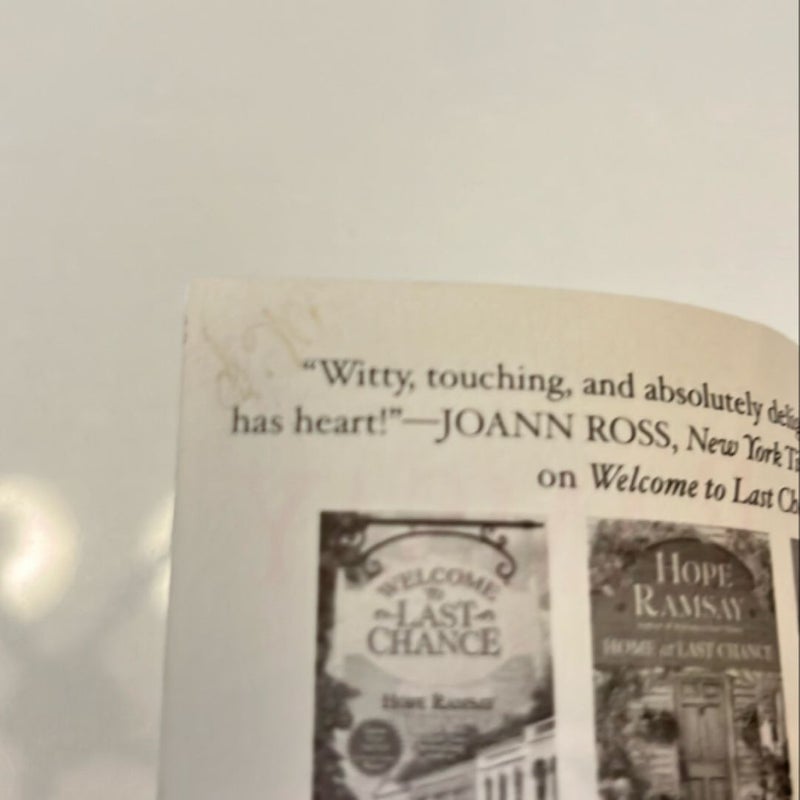 "Witty, touching, and absolutely
has heart!"—JOANN ROSS, New York
on Welcome to Last
WELCOME
to
LAST
CHANCE
HOPE RAMSAY
HOPE
RAMSAY
HOME at LAST CHANCE